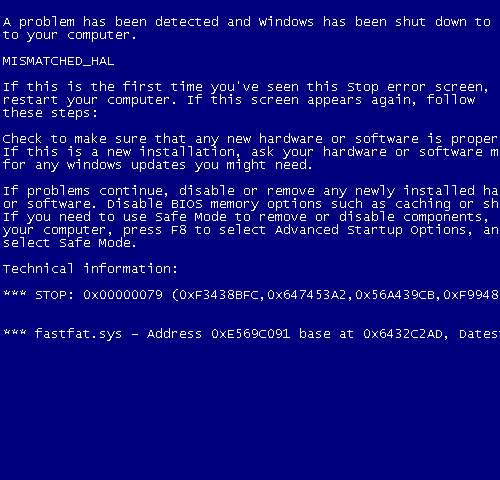 A problem has been detected and Windows has been shut down to
to your computer.
MISMATCHED_HAL
If this is the first time you've seen this Stop error screen,
restart your computer. If this screen appears again, follow
these steps:
Check to make sure that any new hardware or software is proper
If this is a new installation, ask your hardware or software m
for any windows updates you might need.
If problems continue, disable or remove any newly installed ha
or software. Disable BIOS memory options such as caching or sh
If you need to use Safe Mode to remove or disable components,
your computer, press F8 to select Advanced Startup Options, an
select Safe Mode.
Technical information:
*** STOP: 0x00000079 (0xF3438BFC,0x647453A2,0x56A439CB,0xF9948
*** fastfat.sys – Address 0xE569C091 base at 0x6432C2AD, Dates